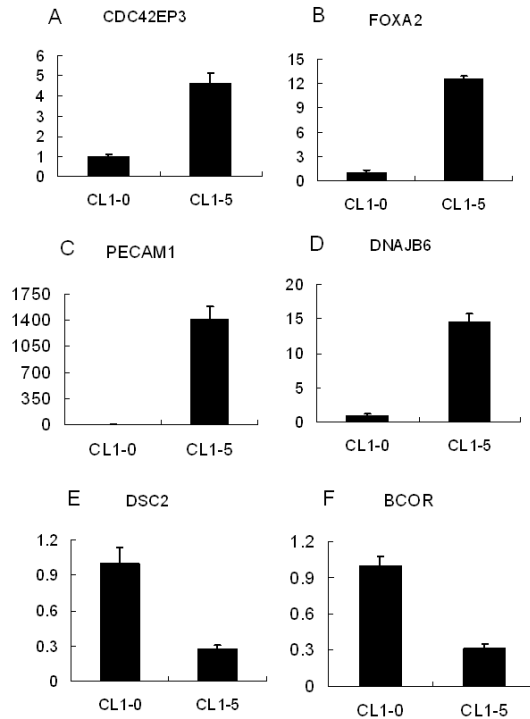 A CDC42EP3
6
5
4
3
2
1
0
CL1-0 CL1-5
B FOXA2
15
12
9
6
3
0
CL1-0 CL1-5
C PECAM1
1750
1400
1050
700
350
0
CL1-0 CL1-5
D DNAJB6
20
15
10
5
0
CL1-0 CL1-5
E DSC2
1.2
0.9
0.6
0.3
0
CL1-0 CL1-5
F BCOR
1.2
0.9
0.6
0.3
0
CL1-0 CL1-5